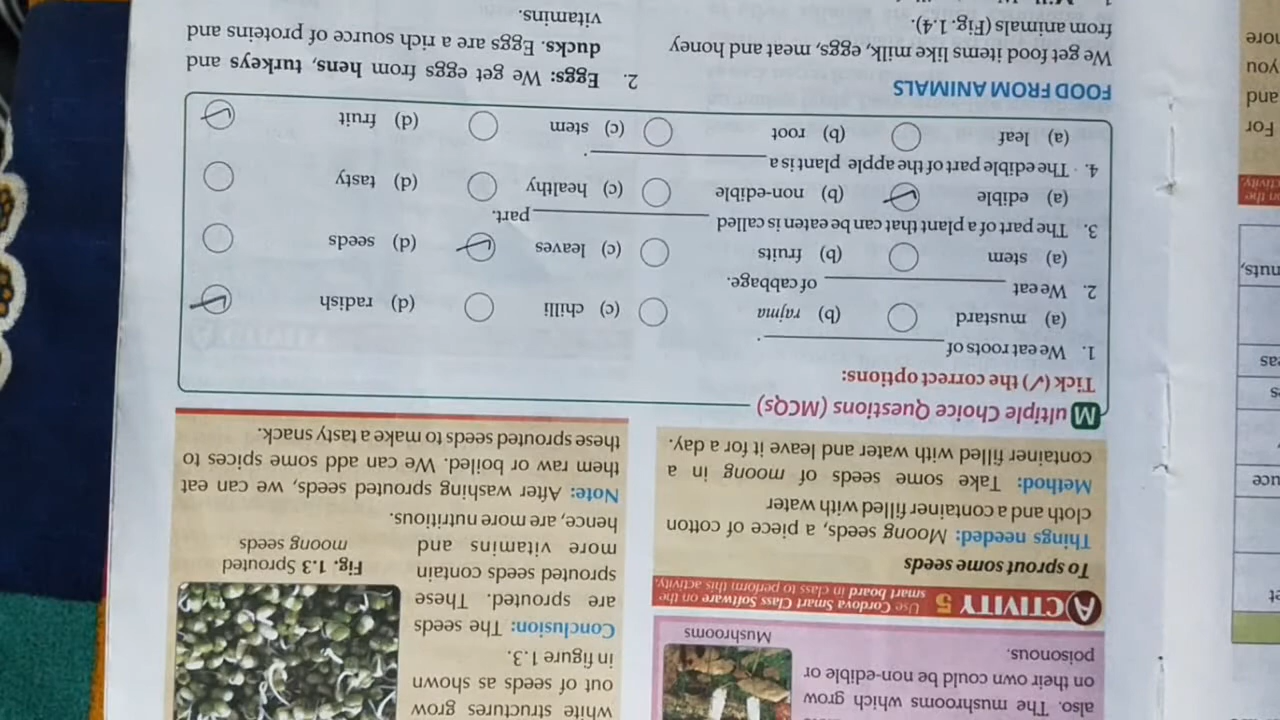 also. The mushrooms which grow
on their own could be non-edible or
poisonous.
Mushrooms
ACTIVITY 5 Use Cordova Smart Class Software on the
smart board in class to perform this activity.
To sprout some seeds
Things needed: Moong seeds, a piece of cotton
cloth and a container filled with water
Method: Take some seeds of moong in a
container filled with water and leave it for a day.
white structures grow
out of seeds as shown
in figure 1.3.
Conclusion: The seeds
are sprouted. These
sprouted seeds contain
more vitamins and
hence, are more nutritious.
Fig. 1.3 Sprouted
moong seeds
Note: After washing sprouted seeds, we can eat
them raw or boiled. We can add some spices to
these sprouted seeds to make a tasty snack.
Multiple Choice Questions (MCQs)
Tick (✓) the correct options:
1. We eat roots of ____________.
(a) mustard (b) rajma (c) chilli (d) radish ✓
2. We eat ____________ of cabbage.
(a) stem (b) fruits (c) leaves ✓ (d) seeds
3. The part of a plant that can be eaten is called ____________ part.
(a) edible ✓ (b) non-edible (c) healthy (d) tasty
4. The edible part of the apple plant is a ____________.
(a) leaf (b) root (c) stem (d) fruit ✓
FOOD FROM ANIMALS
We get food items like milk, eggs, meat and honey
from animals (Fig. 1.4).
2. Eggs: We get eggs from hens, turkeys and
ducks. Eggs are a rich source of proteins and
vitamins.
nuts,
For
and
you